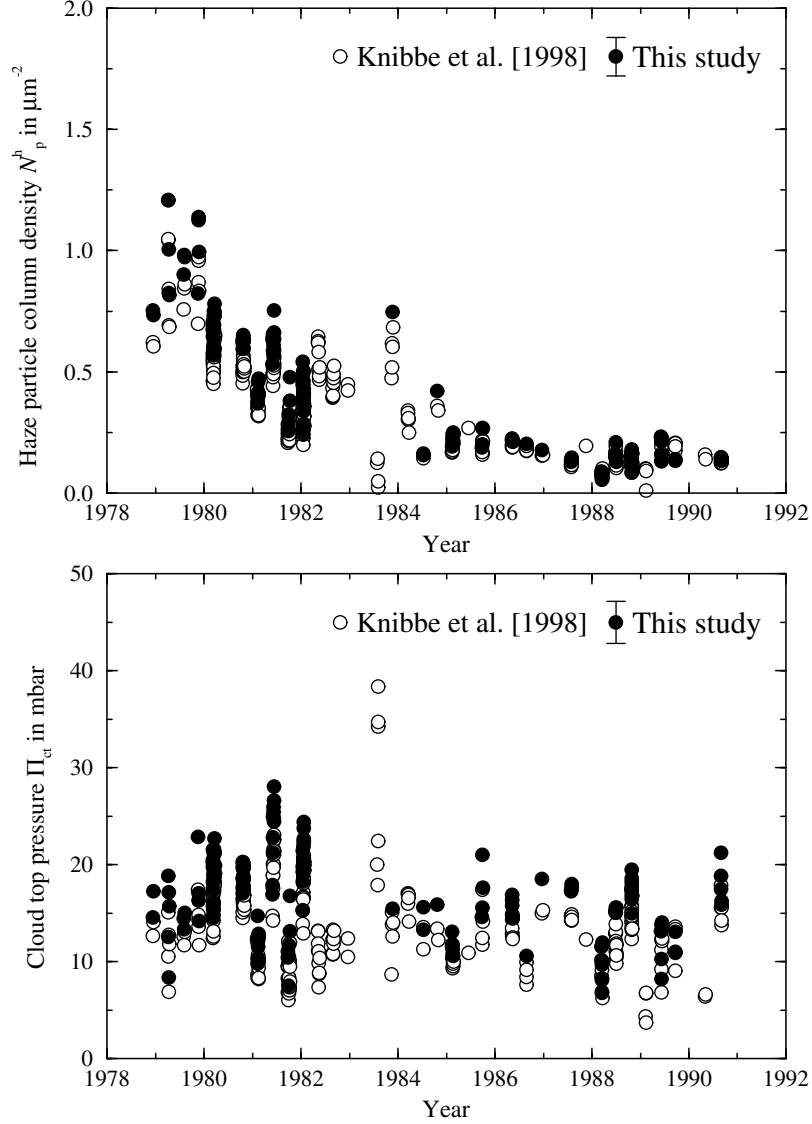 2.0
1.5
1.0
0.5
0.0
Haze particle column density N_p^h in μm⁻²
Knibbe et al. [1998] This study
1978 1980 1982 1984 1986 1988 1990 1992
Year
50
40
30
20
10
0
Cloud top pressure Π_ct in mbar
Knibbe et al. [1998] This study
1978 1980 1982 1984 1986 1988 1990 1992
Year